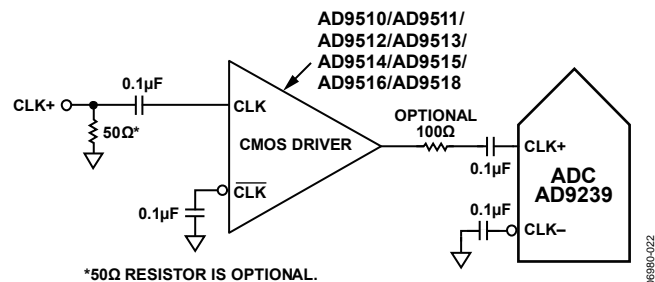 AD9510/AD9511/
AD9512/AD9513/
AD9514/AD9515/
AD9516/AD9518
0.1µF
CLK+
CLK
50Ω*
CMOS DRIVER
OPTIONAL
100Ω
0.1µF
CLK+
ADC
AD9239
CLK
0.1µF
0.1µF
CLK–
*50Ω RESISTOR IS OPTIONAL.
06980-022